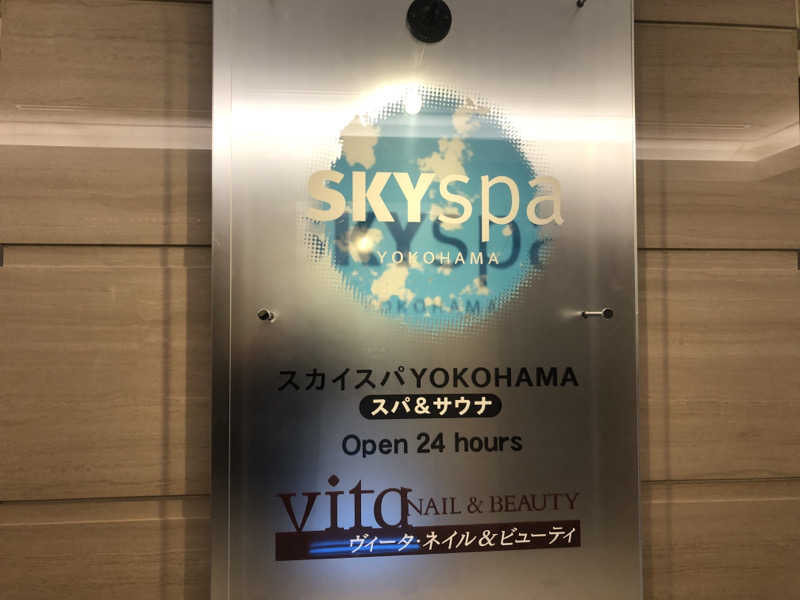 SKYspa
YOKOHAMA
スカイスパYOKOHAMA
スパ&サウナ
Open 24 hours
vita NAIL & BEAUTY
ヴィータ・ネイル&ビューティ